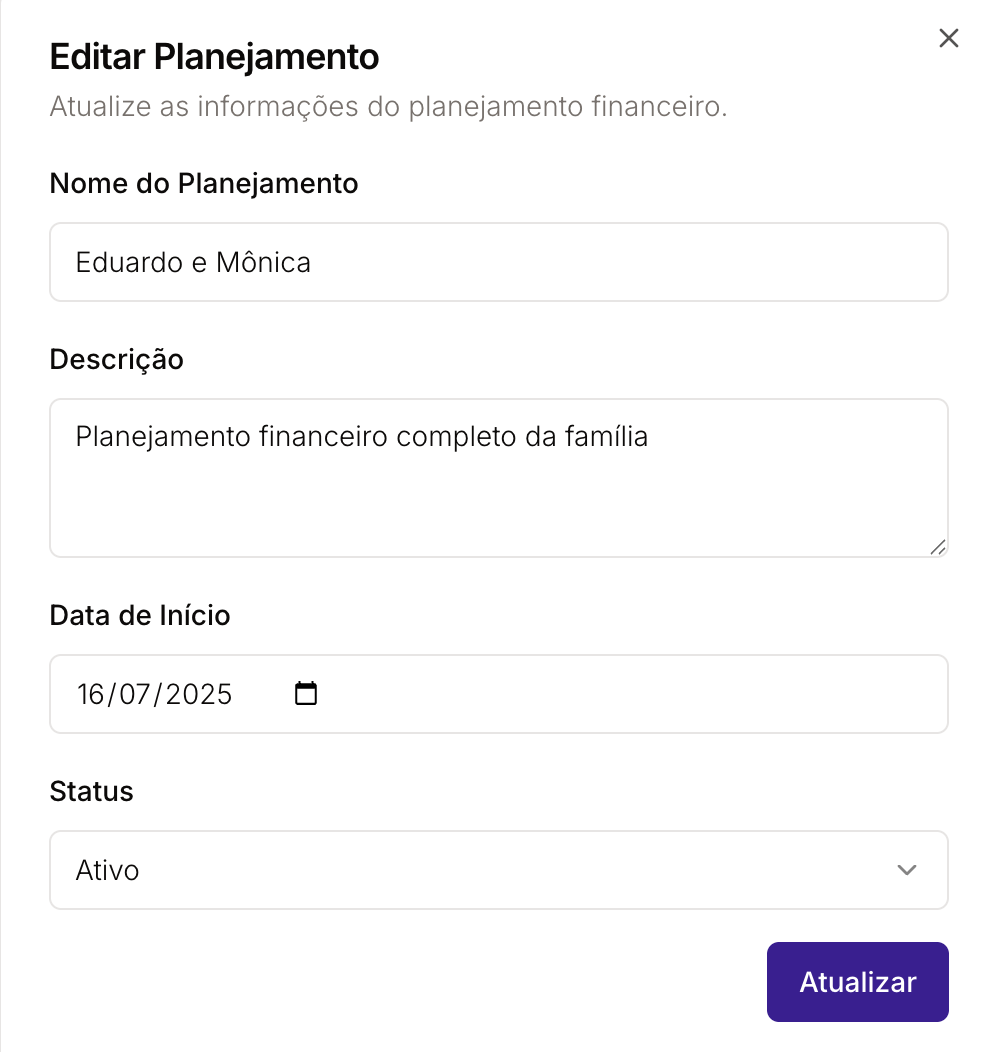 Editar Planejamento
Atualize as informações do planejamento financeiro.
Nome do Planejamento
Eduardo e Mônica
Descrição
Planejamento financeiro completo da família
Data de Início
16/07/2025
Status
Ativo
Atualizar